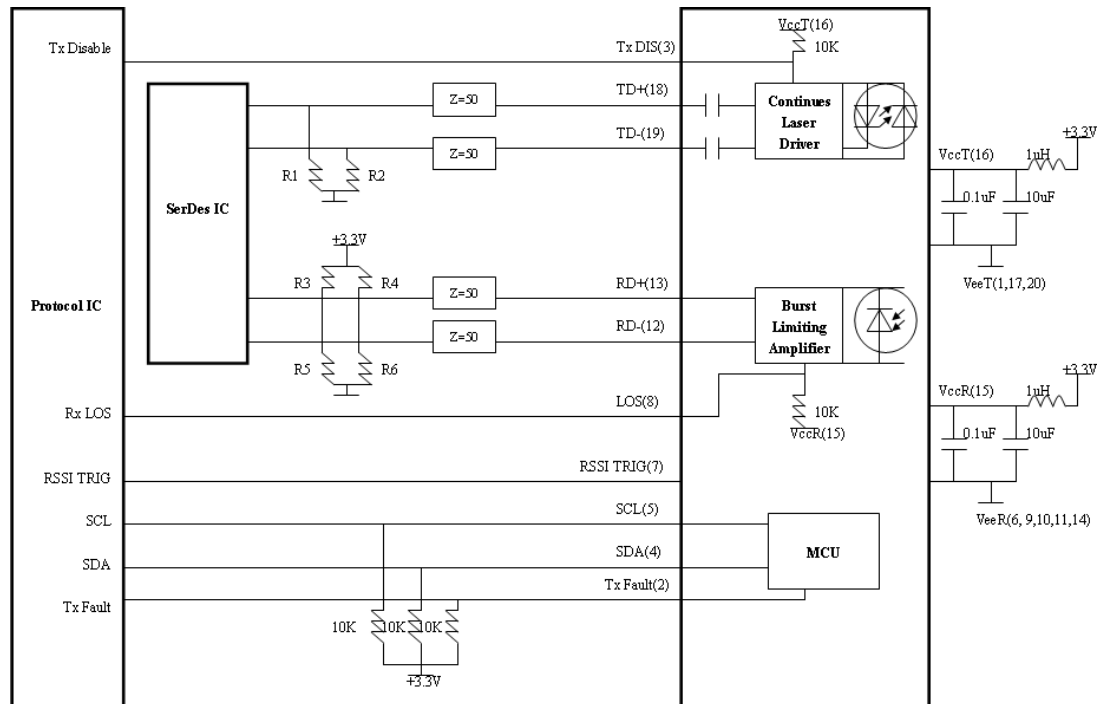 VccT(16)
Tx Disable
Tx DIS(3)
10K
TD+(18)
Z=50
Continues
Laser
Driver
TD-(19)
Z=50
+3.3V
VccT(16)
1uH
R1
R2
0.1uF
10uF
SerDes IC
+3.3V
R3
R4
RD+(13)
Z=50
VeeT(1,17,20)
Protocol IC
Burst
Limiting
Amplifier
RD-(12)
Z=50
R5
R6
+3.3V
VccR(15)
1uH
Rx LOS
LOS(8)
10K
VccR(15)
0.1uF
10uF
RSSI TRIG
RSSI TRIG(7)
SCL
SCL(5)
VeeR(6, 9,10,11,14)
MCU
SDA
SDA(4)
Tx Fault
Tx Fault(2)
10K
10K
10K
+3.3V